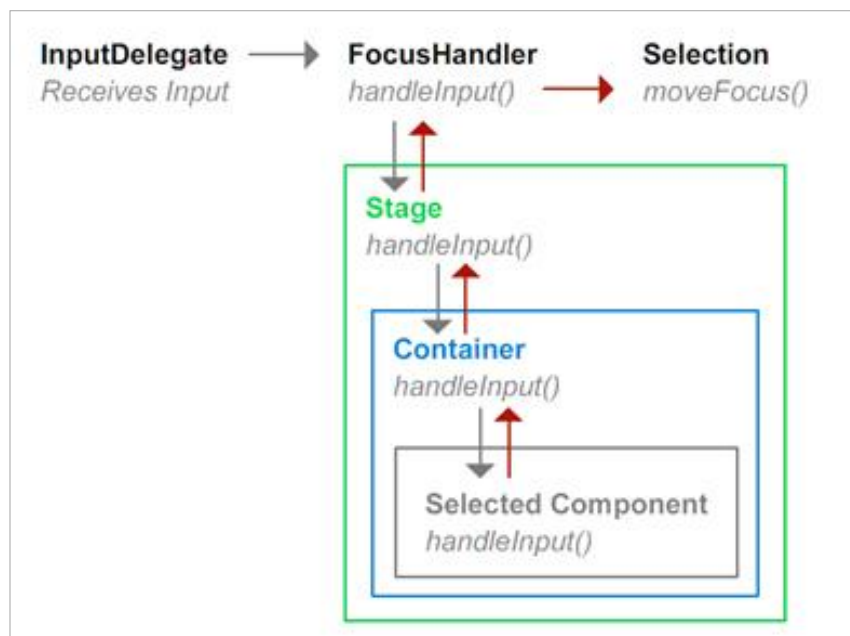 InputDelegate
Receives Input
FocusHandler
handleInput()
Selection
moveFocus()
Stage
handleInput()
Container
handleInput()
Selected Component
handleInput()